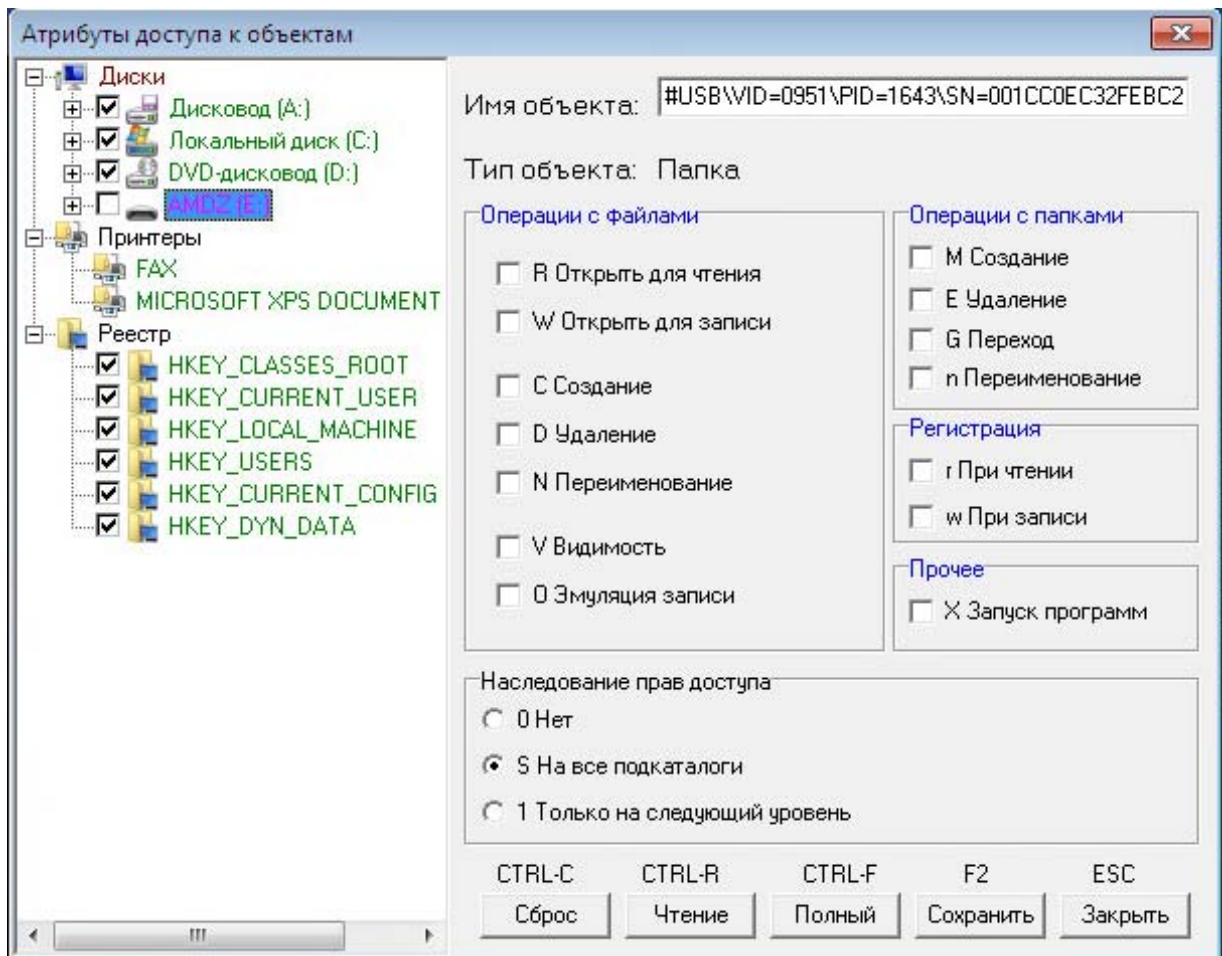 Атрибуты доступа к объектам
Диски
Дисковод (A:)
Локальный диск (C:)
DVD-дисковод (D:)
AMDZ (E:)
Принтеры
FAX
MICROSOFT XPS DOCUMENT
Реестр
HKEY_CLASSES_ROOT
HKEY_CURRENT_USER
HKEY_LOCAL_MACHINE
HKEY_USERS
HKEY_CURRENT_CONFIG
HKEY_DYN_DATA
Имя объекта: #USB\VID=0951\PID=1643\SN=001CC0EC32FEBC2
Тип объекта: Папка
Операции с файлами
R Открыть для чтения
W Открыть для записи
C Создание
D Удаление
N Переименование
V Видимость
O Эмуляция записи
Операции с папками
M Создание
E Удаление
G Переход
n Переименование
Регистрация
r При чтении
w При записи
Прочее
X Запуск программ
Наследование прав доступа
0 Нет
S На все подкаталоги
1 Только на следующий уровень
CTRL-C CTRL-R CTRL-F F2 ESC
Сброс Чтение Полный Сохранить Закрыть